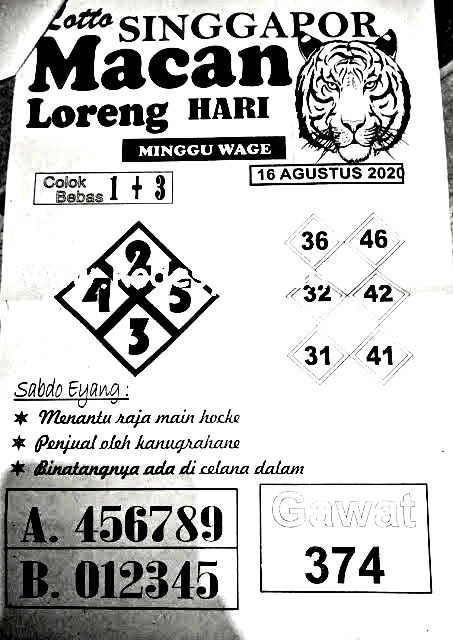 Lotto SINGGAPOR
Macan
Loreng HARI
MINGGU WAGE
16 AGUSTUS 2020
Colok
Bebas 1 + 3
2
4 5
3
36 46
32 42
31 41
Sabdo Eyang :
Menantu raja main hocke
Penjual oleh kanugrahane
Binatangnya ada di celana dalam
A. 456789
B. 012345
Gawat
374